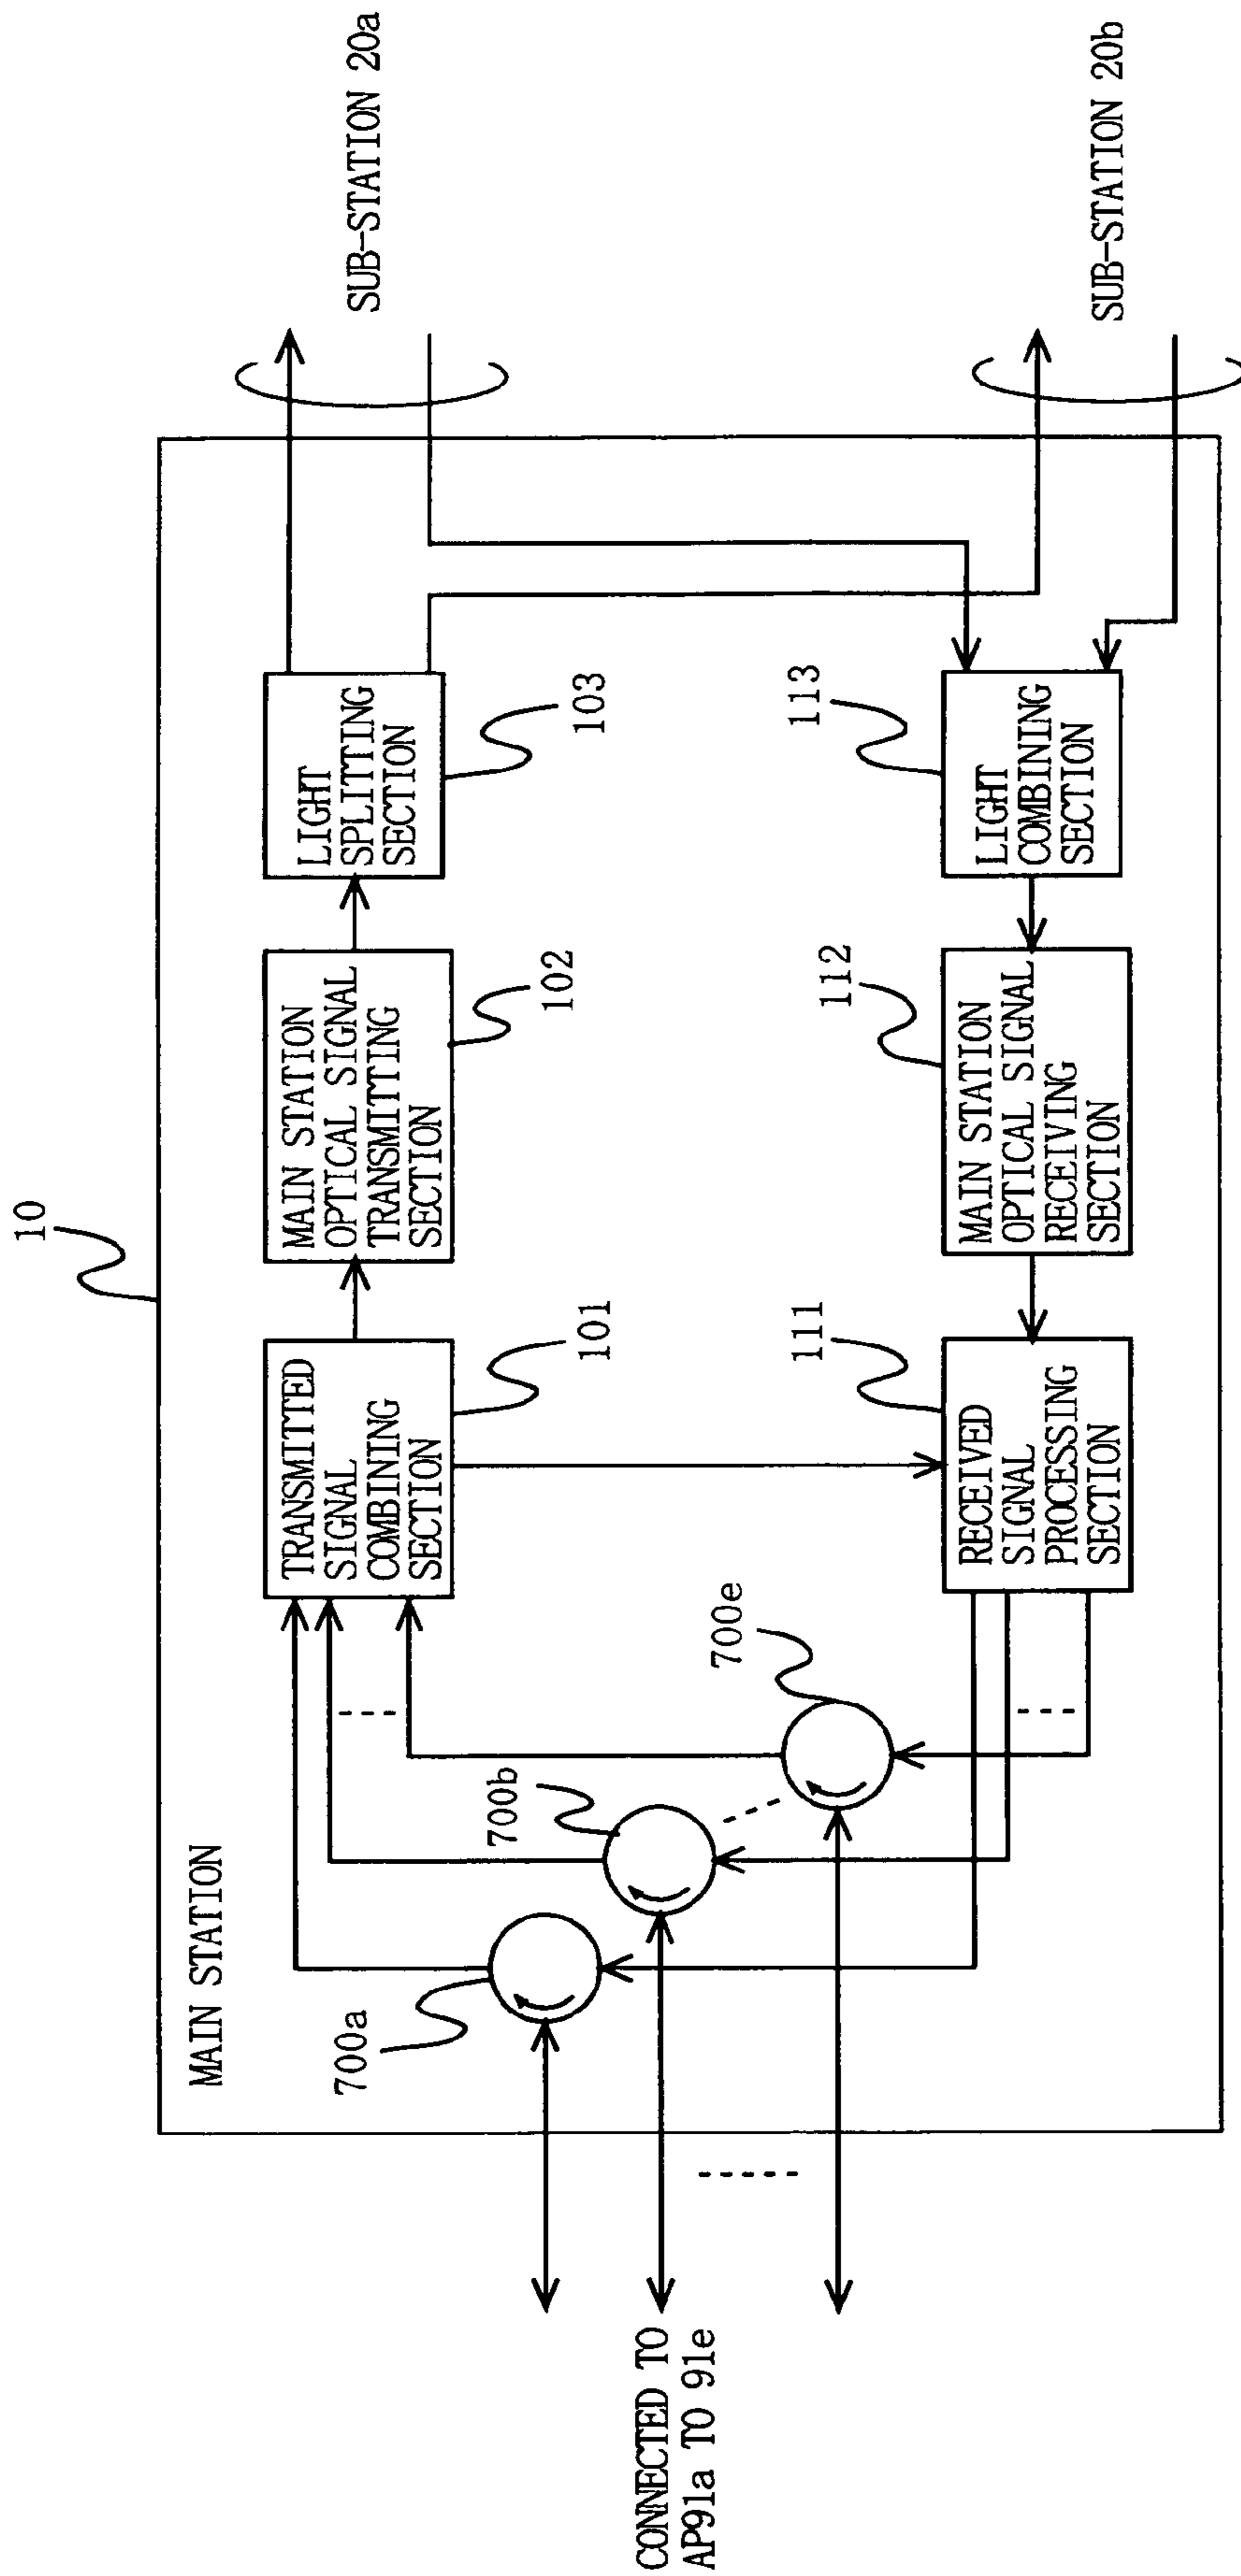 10
MAIN STATION
TRANSMITTED
SIGNAL
COMBINING
SECTION
101
MAIN STATION
OPTICAL SIGNAL
TRANSMITTING
SECTION
102
LIGHT
SPLITTING
SECTION
103
SUB-STATION 20a
700a
700b
700e
CONNECTED TO
AP91a TO 91e
RECEIVED
SIGNAL
PROCESSING
SECTION
111
MAIN STATION
OPTICAL SIGNAL
RECEIVING
SECTION
112
LIGHT
COMBINING
SECTION
113
SUB-STATION 20b